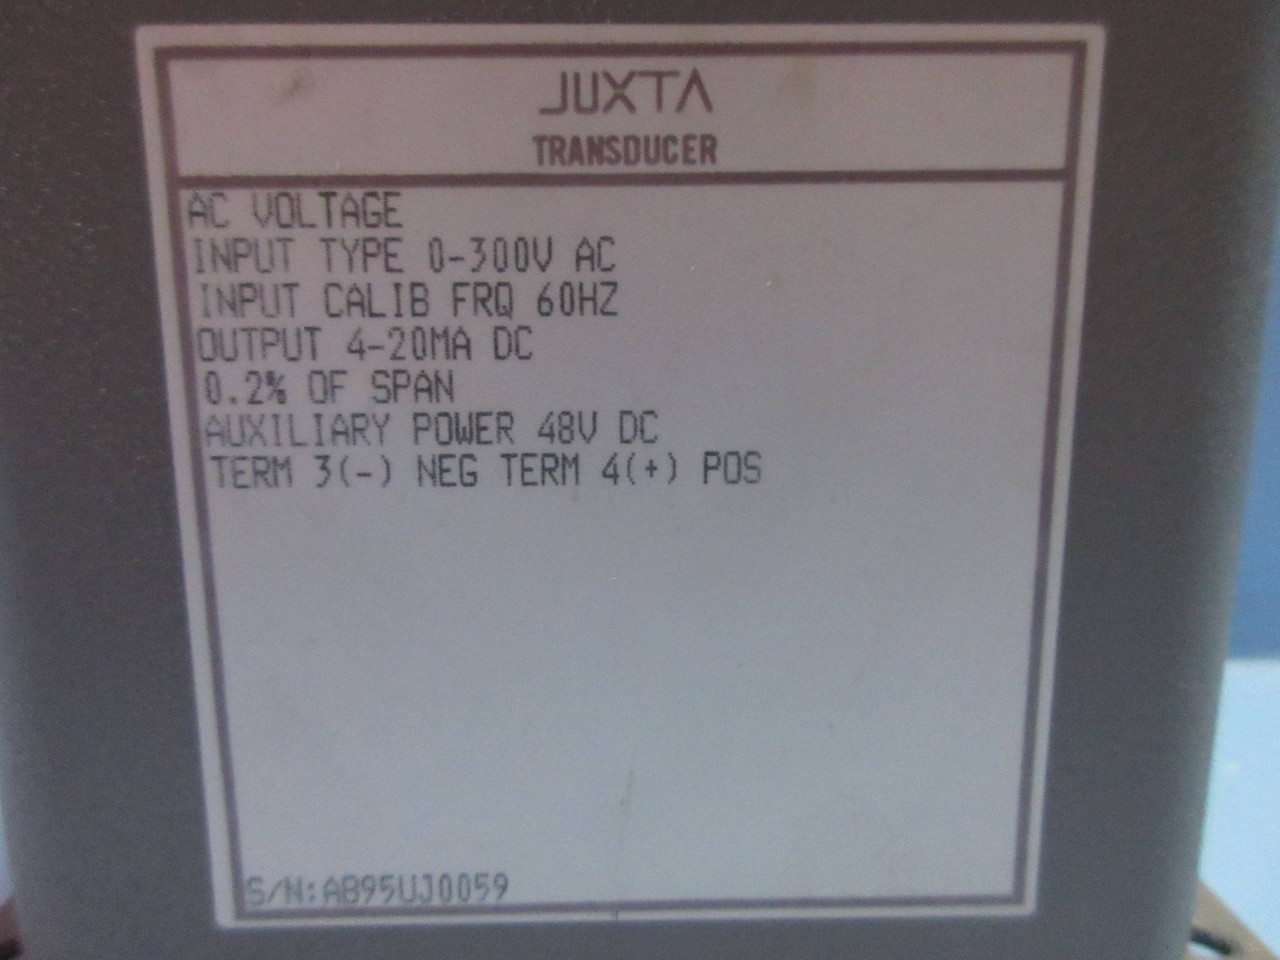 JUXTA
TRANSDUCER
AC VOLTAGE
INPUT TYPE 0-300V AC
INPUT CALIB FRQ 60HZ
OUTPUT 4-20MA DC
0.2% OF SPAN
AUXILIARY POWER 48V DC
TERM 3(-) NEG TERM 4(+) POS
S/N:AB95UJ0059